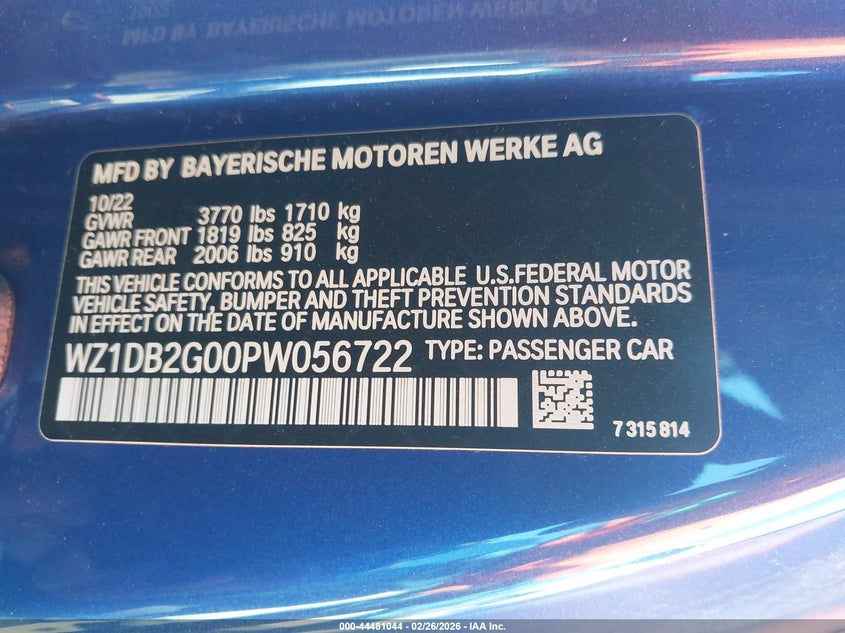 MFD BY BAYERISCHE MOTOREN WERKE AG
10/22
GVWR 3770 lbs 1710 kg
GAWR FRONT 1819 lbs 825 kg
GAWR REAR 2006 lbs 910 kg
THIS VEHICLE CONFORMS TO ALL APPLICABLE U.S.FEDERAL MOTOR
VEHICLE SAFETY, BUMPER AND THEFT PREVENTION STANDARDS
IN EFFECT ON THE DATE OF MANUFACTURE SHOWN ABOVE.
WZ1DB2G00PW056722 TYPE: PASSENGER CAR
7 315 814
000-44481044 - 02/26/2026 - IAA Inc.